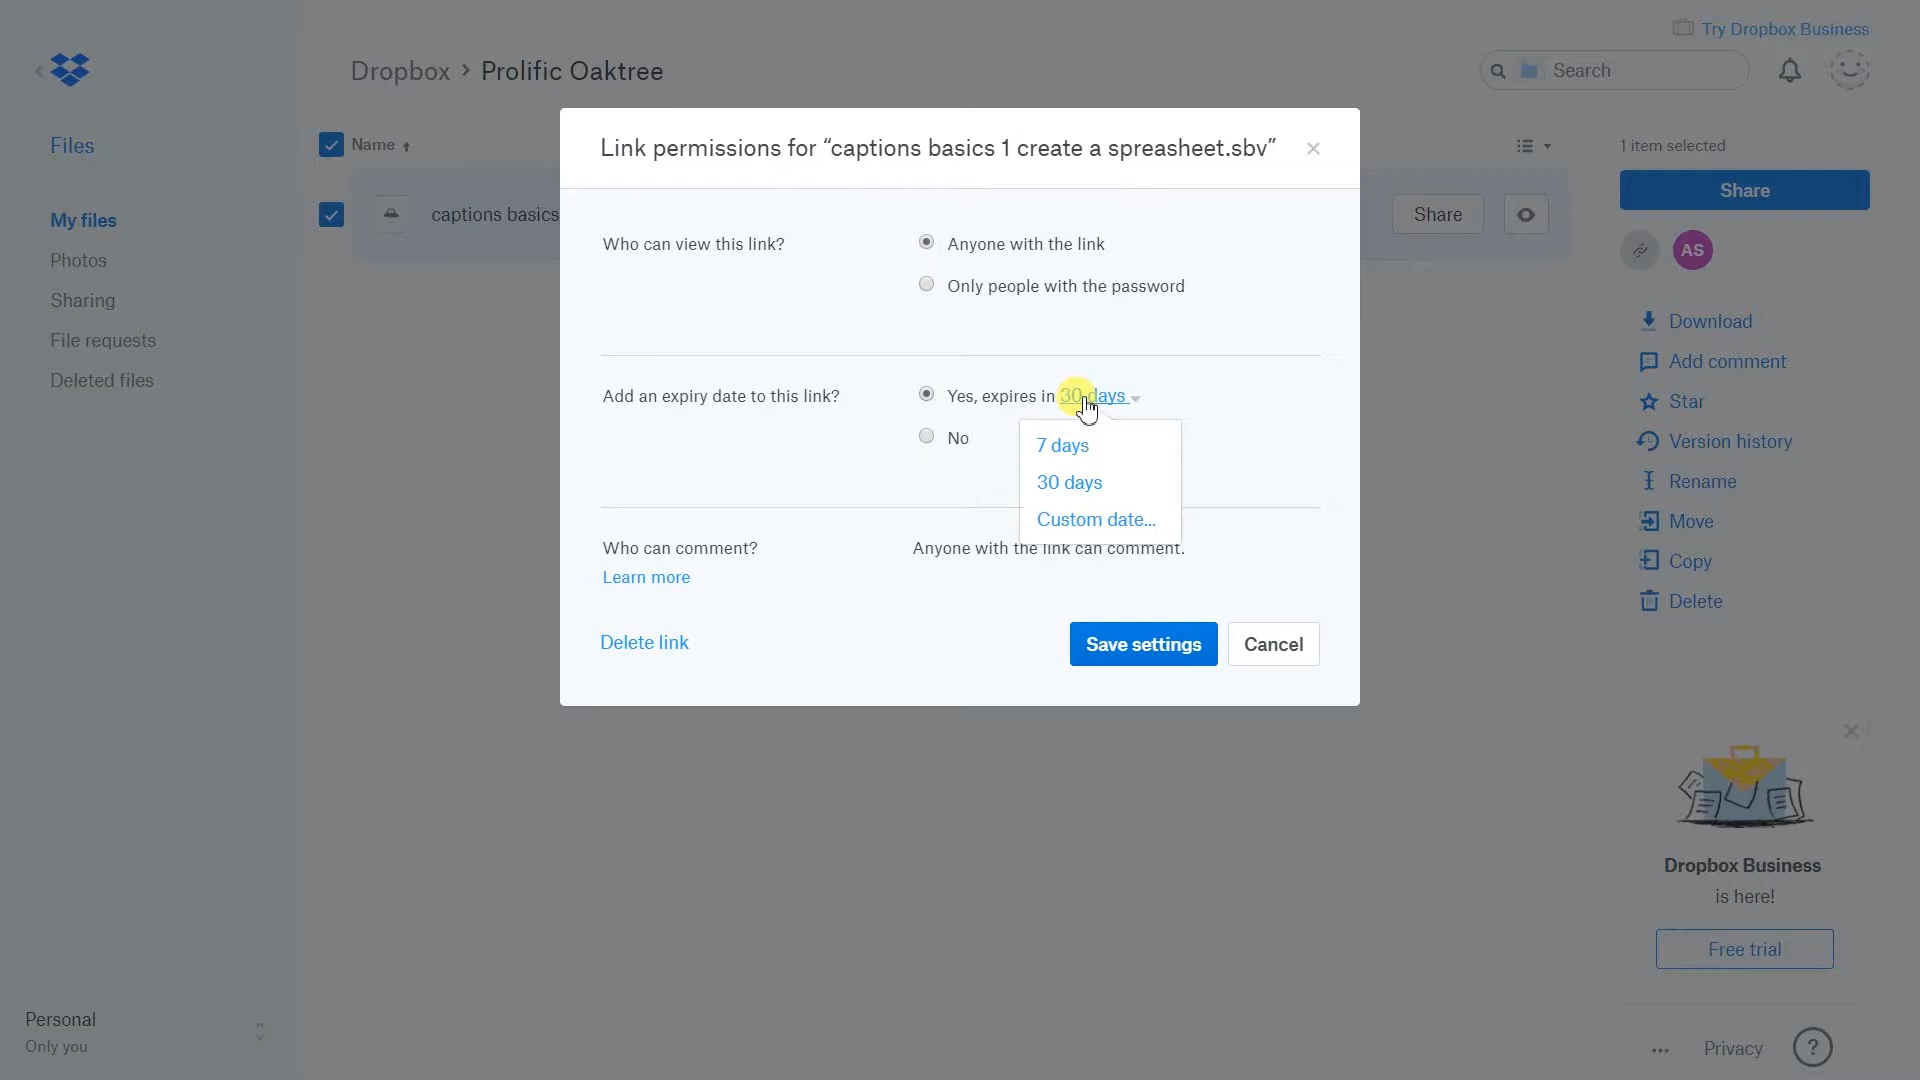 Try Dropbox Business
Dropbox › Prolific Oaktree
Search
Files
Name
1 item selected
Link permissions for “captions basics 1 create a spreasheet.sbv”
Share
My files
captions basics
Share
Who can view this link?
Anyone with the link
AS
Photos
Only people with the password
Sharing
Download
File requests
Add comment
Deleted files
Add an expiry date to this link?
Yes, expires in 30 days
Star
No
7 days
Version history
30 days
Rename
Custom date...
Move
Who can comment?
Anyone with the link can comment.
Copy
Learn more
Delete
Delete link
Save settings
Cancel
Dropbox Business
is here!
Free trial
Personal
Only you
Privacy
?